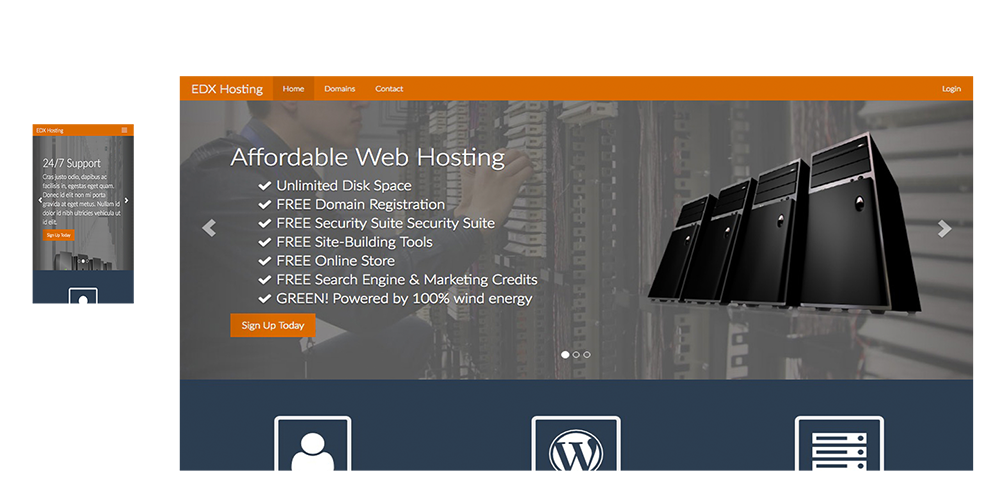 EDX Hosting
24/7 Support
Cras justo odio, dapibus ac
facilisis in, egestas eget quam.
Donec id elit non mi porta
gravida at eget metus. Nullam id
dolor id nibh ultricies vehicula ut
id elit.
Sign Up Today
EDX Hosting Home Domains Contact Login
Affordable Web Hosting
Unlimited Disk Space
FREE Domain Registration
FREE Security Suite Security Suite
FREE Site-Building Tools
FREE Online Store
FREE Search Engine & Marketing Credits
GREEN! Powered by 100% wind energy
Sign Up Today